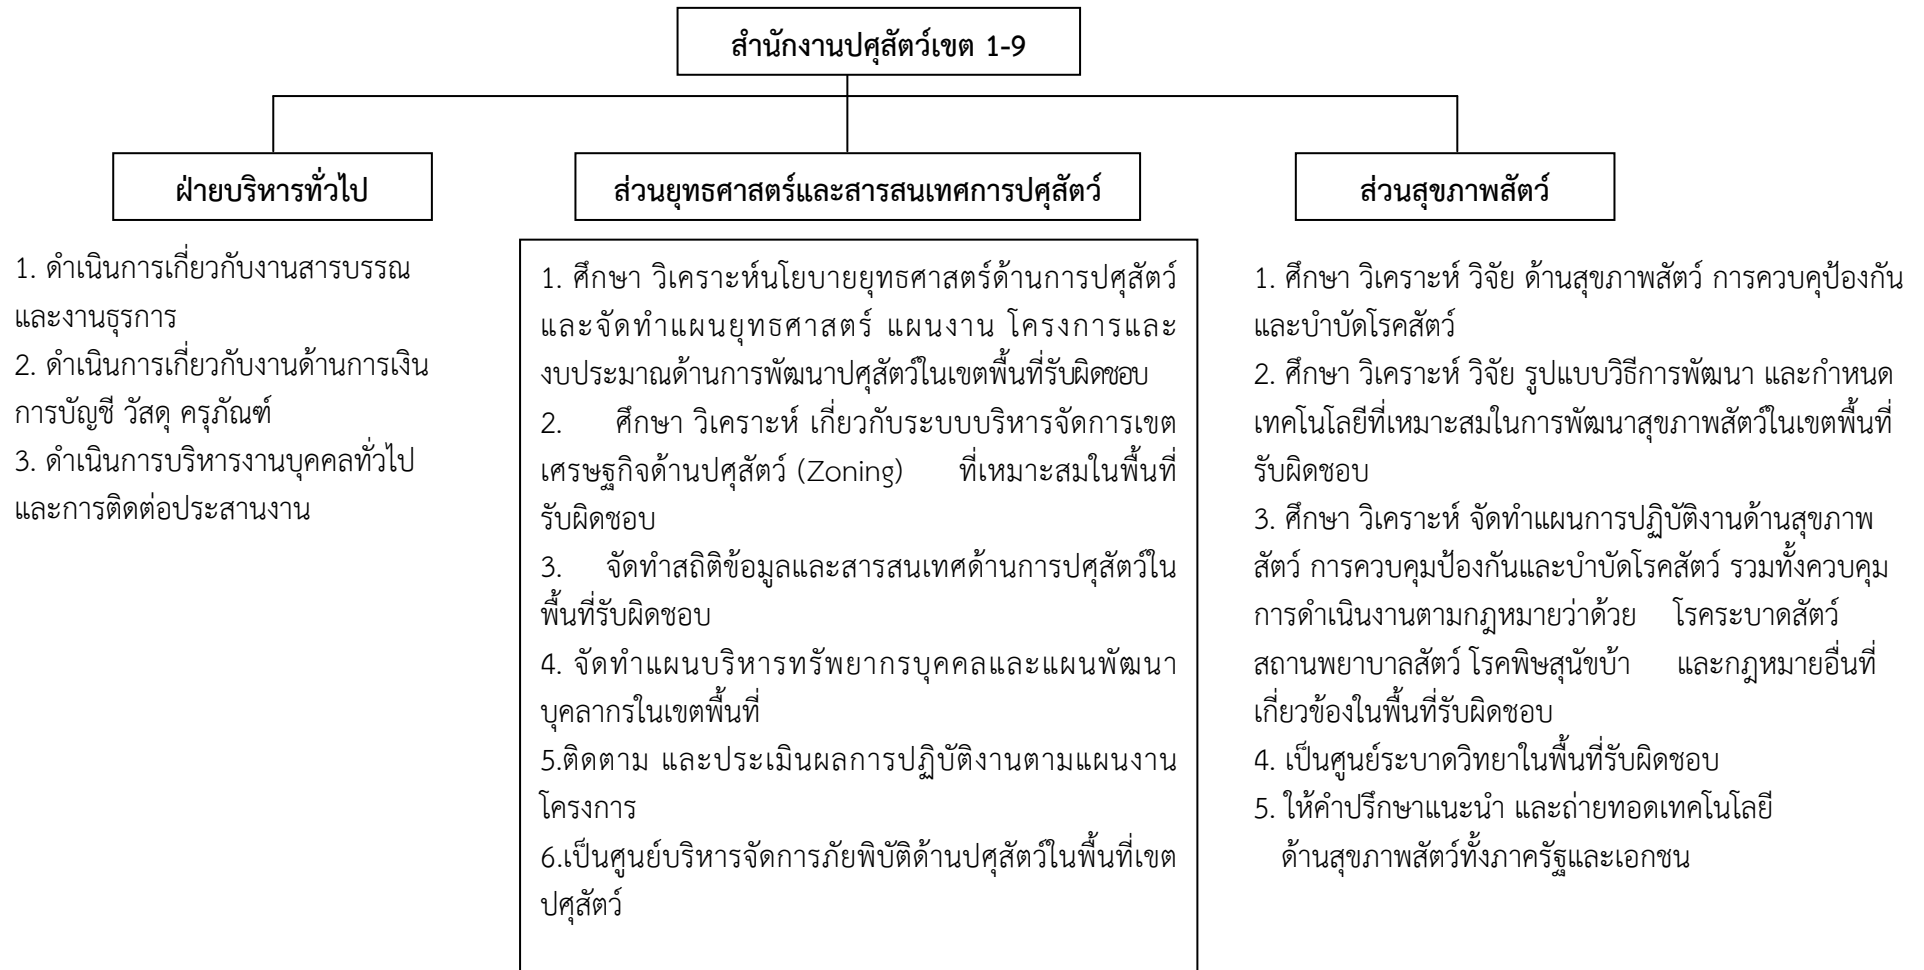 สำนักงานปศุสัตว์เขต 1-9
ฝ่ายบริหารทั่วไป
1. ดำเนินการเกี่ยวกับงานสารบรรณ
และงานธุรการ
2. ดำเนินการเกี่ยวกับงานด้านการเงิน
การบัญชี วัสดุ ครุภัณฑ์
3. ดำเนินการบริหารงานบุคคลทั่วไป
และการติดต่อประสานงาน
ส่วนยุทธศาสตร์และสารสนเทศการปศุสัตว์
1. ศึกษา วิเคราะห์นโยบายยุทธศาสตร์ด้านการปศุสัตว์
และจัดทำแผนยุทธศาสตร์ แผนงาน โครงการและ
งบประมาณด้านการพัฒนาปศุสัตว์ในเขตพื้นที่รับผิดชอบ
2. ศึกษา วิเคราะห์ เกี่ยวกับระบบบริหารจัดการเขต
เศรษฐกิจด้านปศุสัตว์ (Zoning) ที่เหมาะสมในพื้นที่
รับผิดชอบ
3. จัดทำสถิติข้อมูลและสารสนเทศด้านการปศุสัตว์ใน
พื้นที่รับผิดชอบ
4. จัดทำแผนบริหารทรัพยากรบุคคลและแผนพัฒนา
บุคลากรในเขตพื้นที่
5.ติดตาม และประเมินผลการปฏิบัติงานตามแผนงาน
โครงการ
6.เป็นศูนย์บริหารจัดการภัยพิบัติด้านปศุสัตว์ในพื้นที่เขต
ปศุสัตว์
ส่วนสุขภาพสัตว์
1. ศึกษา วิเคราะห์ วิจัย ด้านสุขภาพสัตว์ การควบคุป้องกัน
และบำบัดโรคสัตว์
2. ศึกษา วิเคราะห์ วิจัย รูปแบบวิธีการพัฒนา และกำหนด
เทคโนโลยีที่เหมาะสมในการพัฒนาสุขภาพสัตว์ในเขตพื้นที่
รับผิดชอบ
3. ศึกษา วิเคราะห์ จัดทำแผนการปฏิบัติงานด้านสุขภาพ
สัตว์ การควบคุมป้องกันและบำบัดโรคสัตว์ รวมทั้งควบคุม
การดำเนินงานตามกฎหมายว่าด้วย โรคระบาดสัตว์
สถานพยาบาลสัตว์ โรคพิษสุนัขบ้า และกฎหมายอื่นที่
เกี่ยวข้องในพื้นที่รับผิดชอบ
4. เป็นศูนย์ระบาดวิทยาในพื้นที่รับผิดชอบ
5. ให้คำปรึกษาแนะนำ และถ่ายทอดเทคโนโลยี
ด้านสุขภาพสัตว์ทั้งภาครัฐและเอกชน